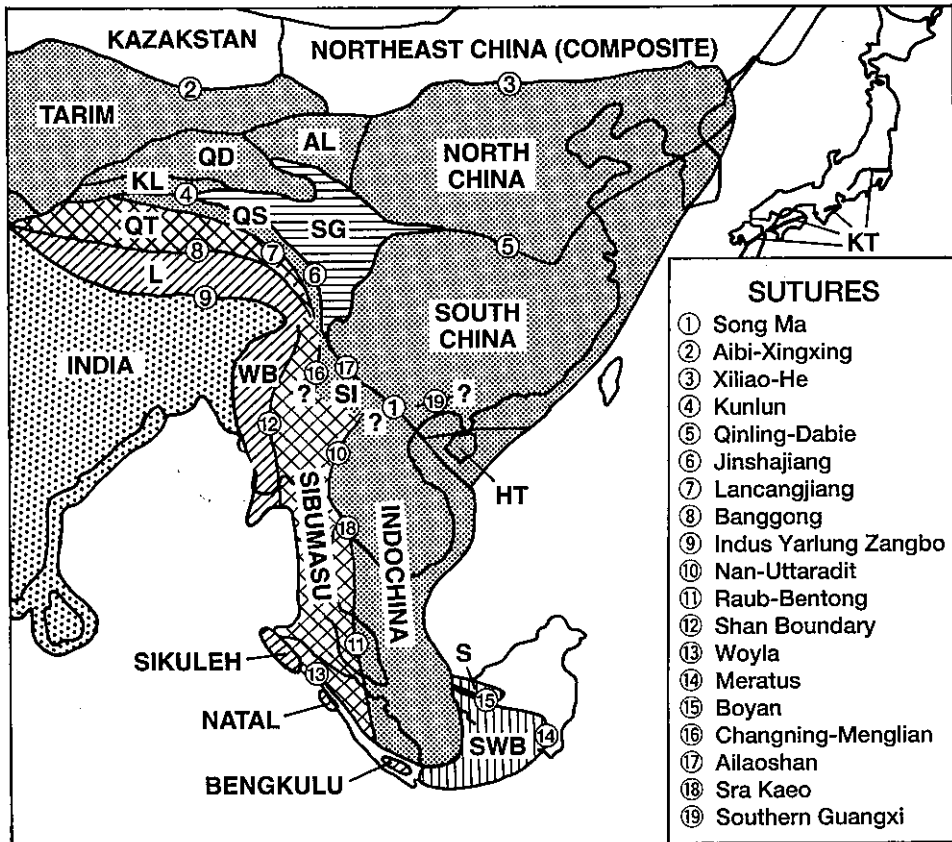 KAZAKSTAN
NORTHEAST CHINA (COMPOSITE)
②
③
TARIM
AL
QD
NORTH
CHINA
KL
④
QS
QT
SG
KT
⑤
⑧
⑦
L
⑥
⑨
SOUTH
CHINA
INDIA
WB
⑯
⑰
?
SI
①
⑲
?
?
⑫
⑩
HT
SIBUMASU
⑱
INDOCHINA
⑪
S
SIKULEH
⑬
⑮
NATAL
SWB
⑭
BENGKULU
SUTURES
① Song Ma
② Aibi-Xingxing
③ Xiliao-He
④ Kunlun
⑤ Qinling-Dabie
⑥ Jinshajiang
⑦ Lancangjiang
⑧ Banggong
⑨ Indus Yarlung Zangbo
⑩ Nan-Uttaradit
⑪ Raub-Bentong
⑫ Shan Boundary
⑬ Woyla
⑭ Meratus
⑮ Boyan
⑯ Changning-Menglian
⑰ Ailaoshan
⑱ Sra Kaeo
⑲ Southern Guangxi